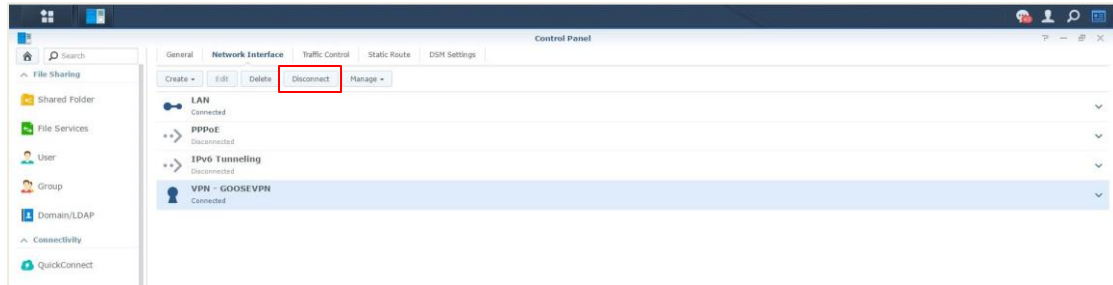 Control Panel
Search
General Network Interface Traffic Control Static Route DSM Settings
File Sharing
Create Edit Delete Disconnect Manage
Shared Folder
LAN
Connected
File Services
PPPoE
Disconnected
User
IPv6 Tunneling
Disconnected
Group
VPN - GOOSEVPN
Connected
Domain/LDAP
Connectivity
QuickConnect